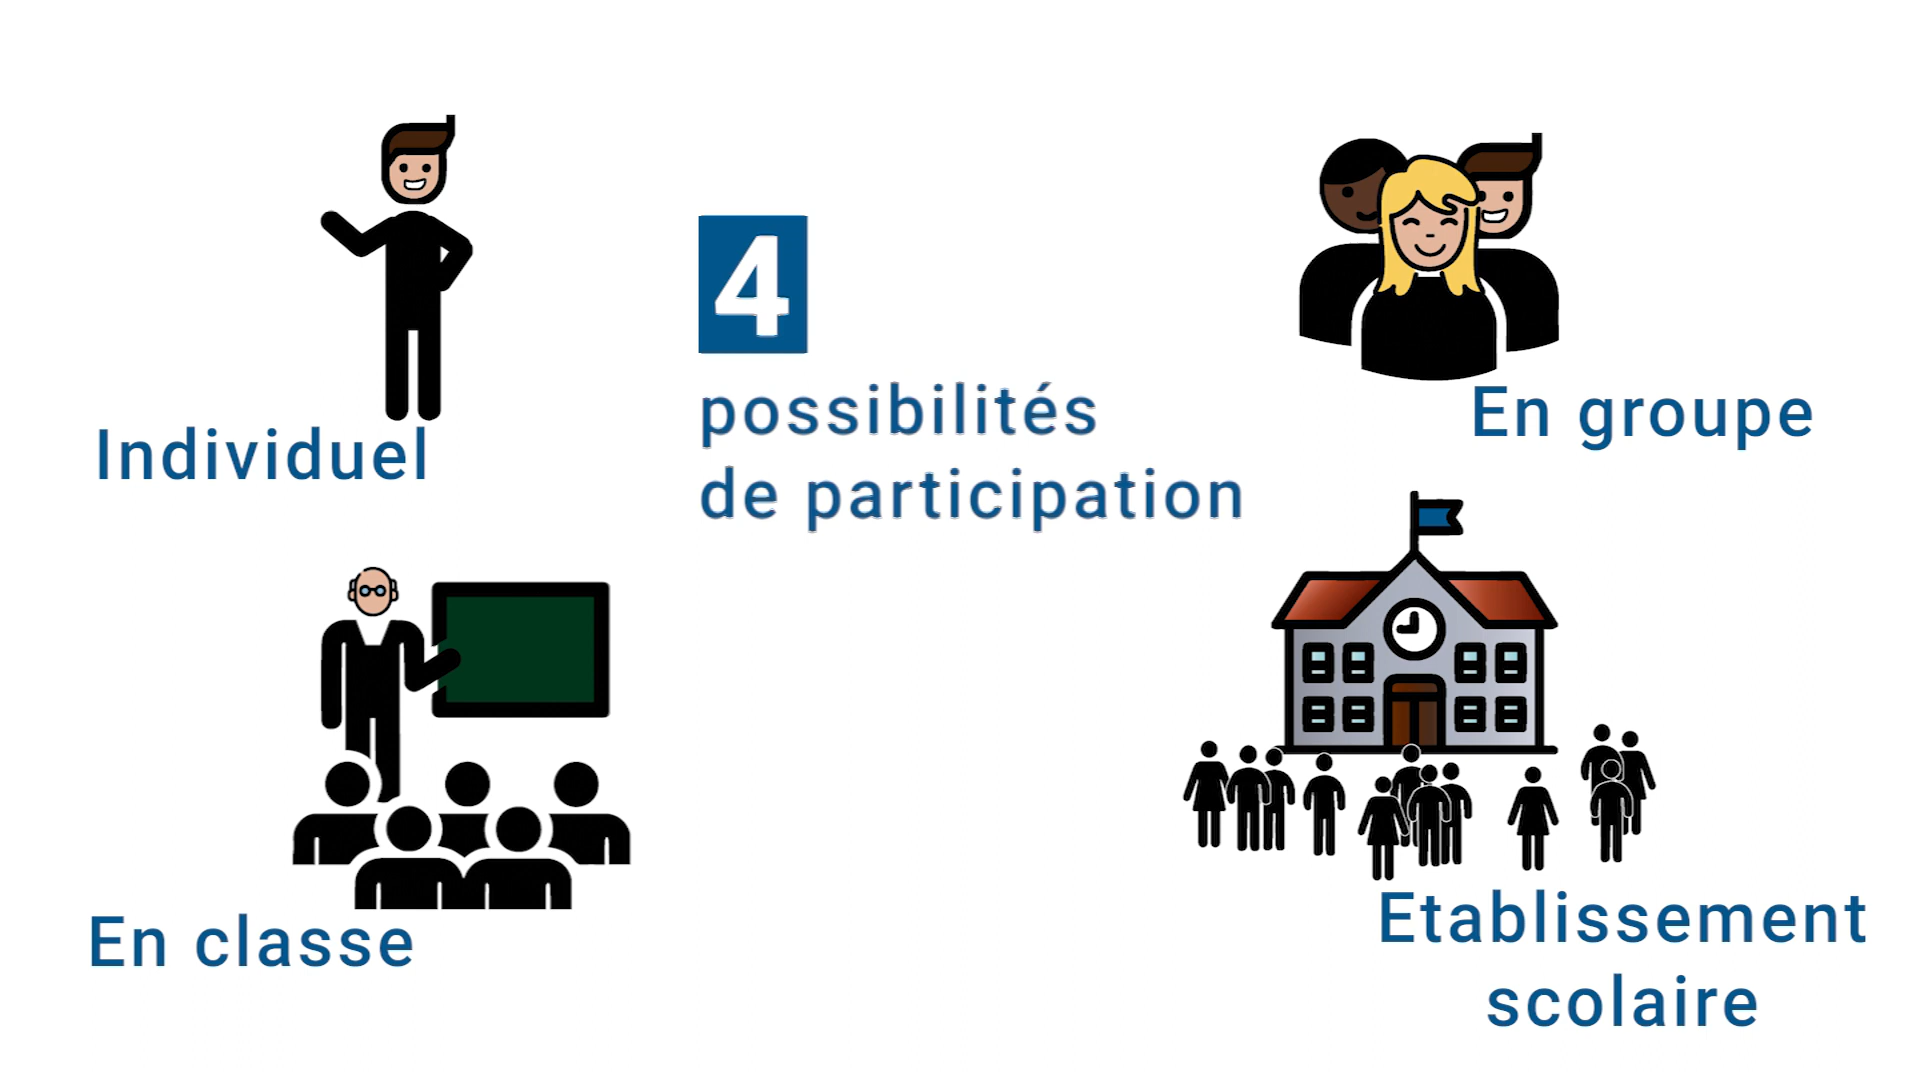 4
possibilités
de participation
Individuel
En groupe
En classe
Etablissement
scolaire